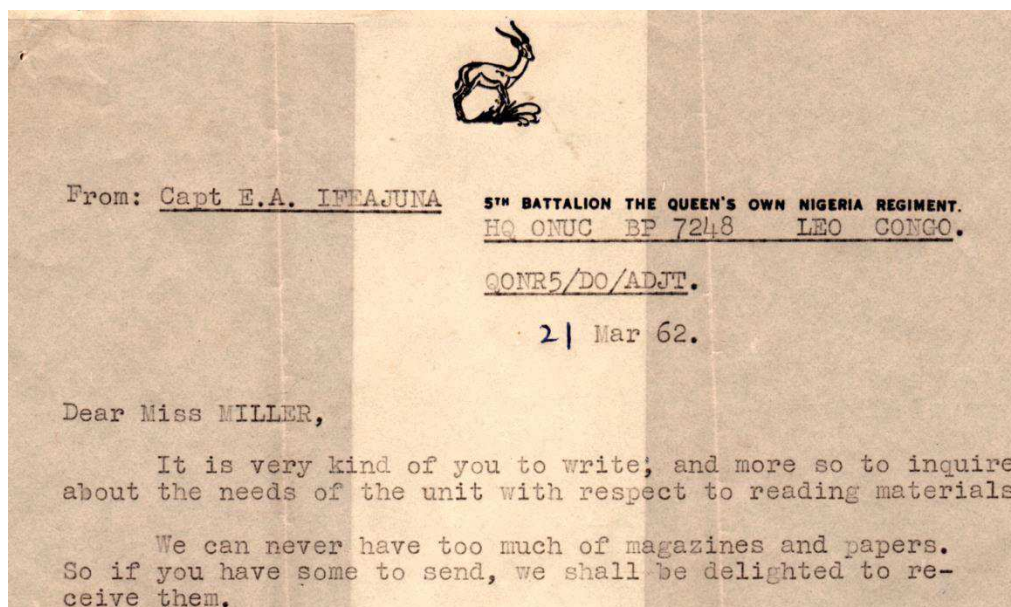 From: Capt E.A. IFEAJUNA
5TH BATTALION THE QUEEN'S OWN NIGERIA REGIMENT.
HQ ONUC BP 7248 LEO CONGO.
QONR5/DO/ADJT.
21 Mar 62.
Dear Miss MILLER,
It is very kind of you to write; and more so to inquire
about the needs of the unit with respect to reading materials
We can never have too much of magazines and papers.
So if you have some to send, we shall be delighted to re-
ceive them.